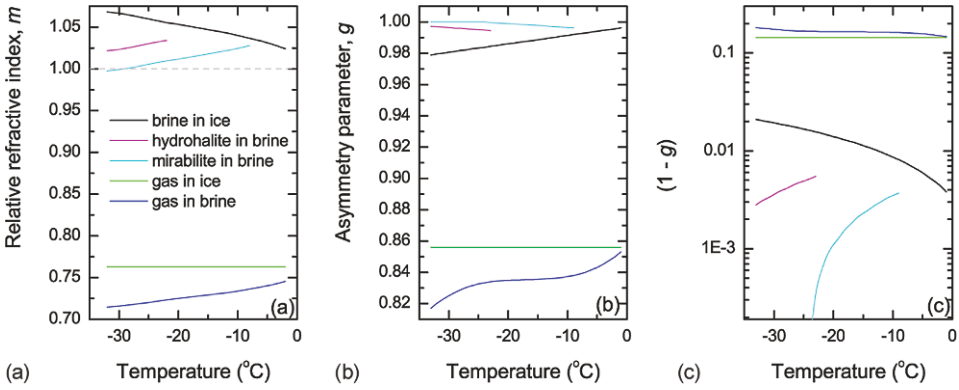 Relative refractive index, m
1.05
1.00
0.95
0.90
0.85
0.80
0.75
0.70
brine in ice
hydrohalite in brine
mirabilite in brine
gas in ice
gas in brine
(a)
-30 -20 -10 0
Temperature (°C)
(a)
Asymmetry parameter, g
1.00
0.98
0.96
0.94
0.92
0.90
0.88
0.86
0.84
0.82
(b)
-30 -20 -10 0
Temperature (°C)
(b)
(1 - g)
0.1
0.01
1E-3
(c)
-30 -20 -10 0
Temperature (°C)
(c)